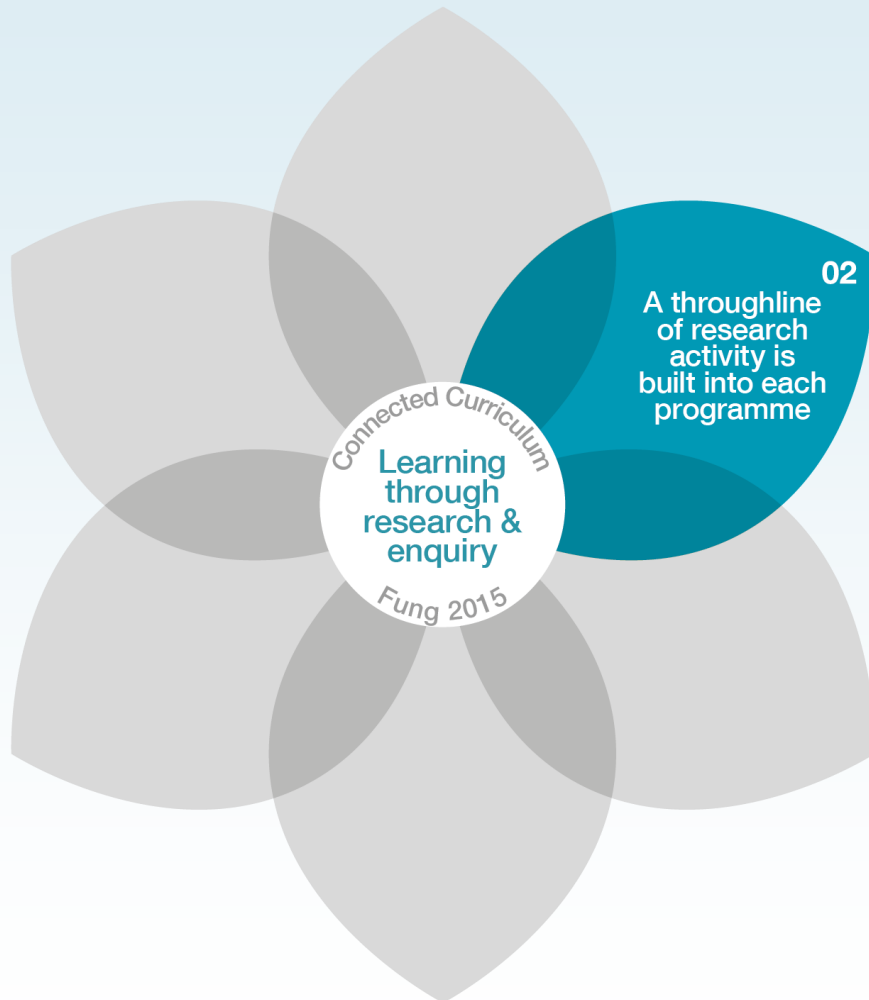 02
A throughline
of research
activity is
built into each
programme
Connected Curriculum
Learning
through
research &
enquiry
Fung 2015